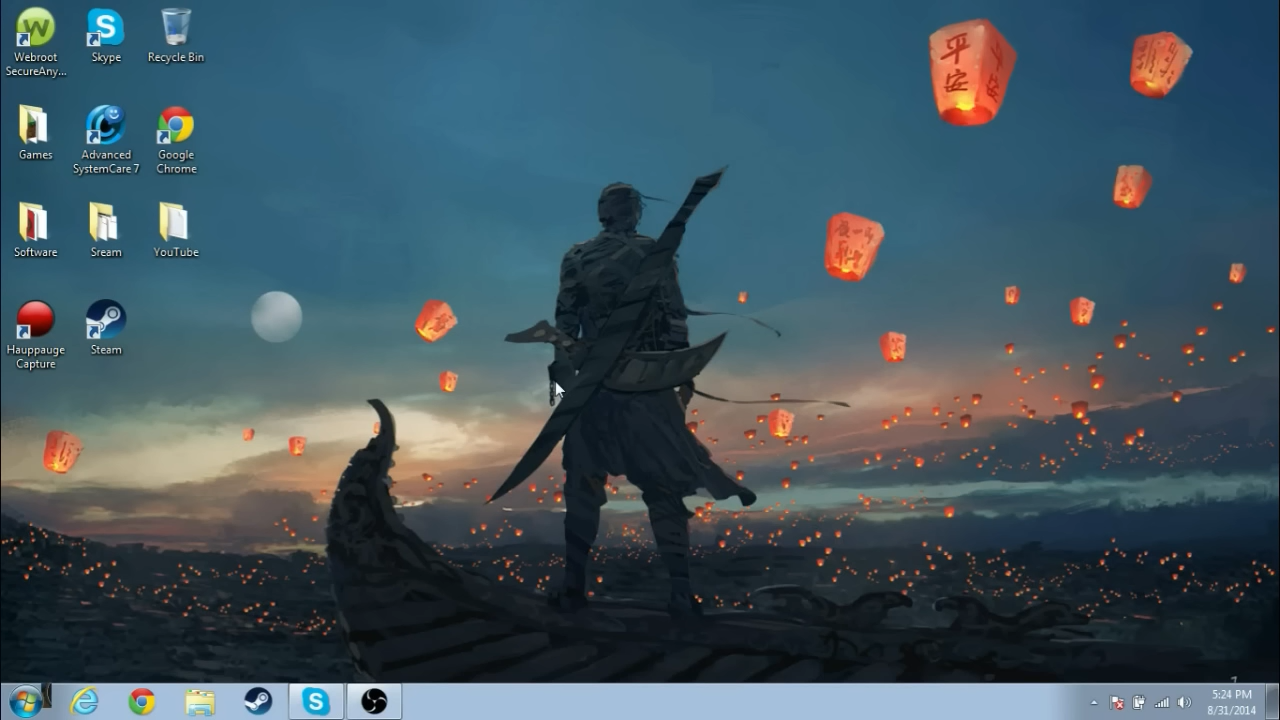 Webroot
SecureAny...
Skype
Recycle Bin
Games
Advanced
SystemCare 7
Google
Chrome
Software
Sream
YouTube
Hauppauge
Capture
Steam
平
安
5:24 PM
8/31/2014